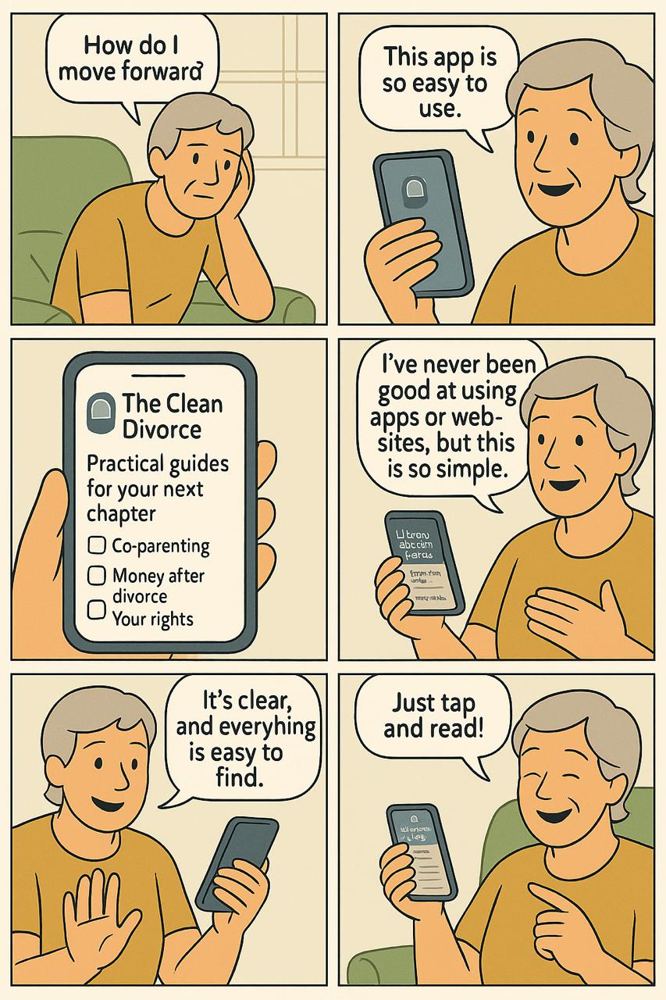 How do I
move forward?
This app is
so easy to
use.
The Clean
Divorce
Practical guides
for your next
chapter
Co-parenting
Money after
divorce
Your rights
I've never been
good at using
apps or web-
sites, but this
is so simple.
It's clear,
and everyhing
is easy to
find.
Just tap
and read!